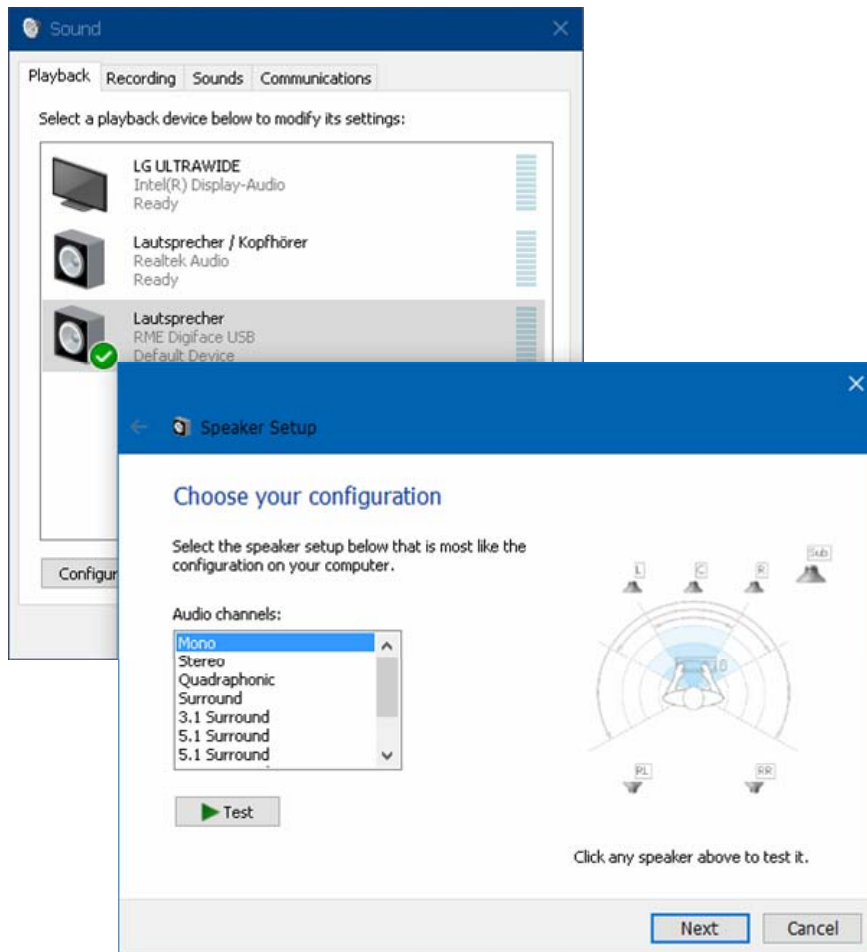 Sound
Playback Recording Sounds Communications
Select a playback device below to modify its settings:
LG ULTRAWIDE
Intel(R) Display-Audio
Ready
Lautsprecher / Kopfhörer
Realtek Audio
Ready
Lautsprecher
RME Digiface USB
Default Device
Configur
Speaker Setup
Choose your configuration
Select the speaker setup below that is most like the
configuration on your computer.
Audio channels:
Mono
Stereo
Quadraphonic
Surround
3.1 Surround
5.1 Surround
5.1 Surround
Test
L C R Sub
RL RR
Click any speaker above to test it.
Next Cancel